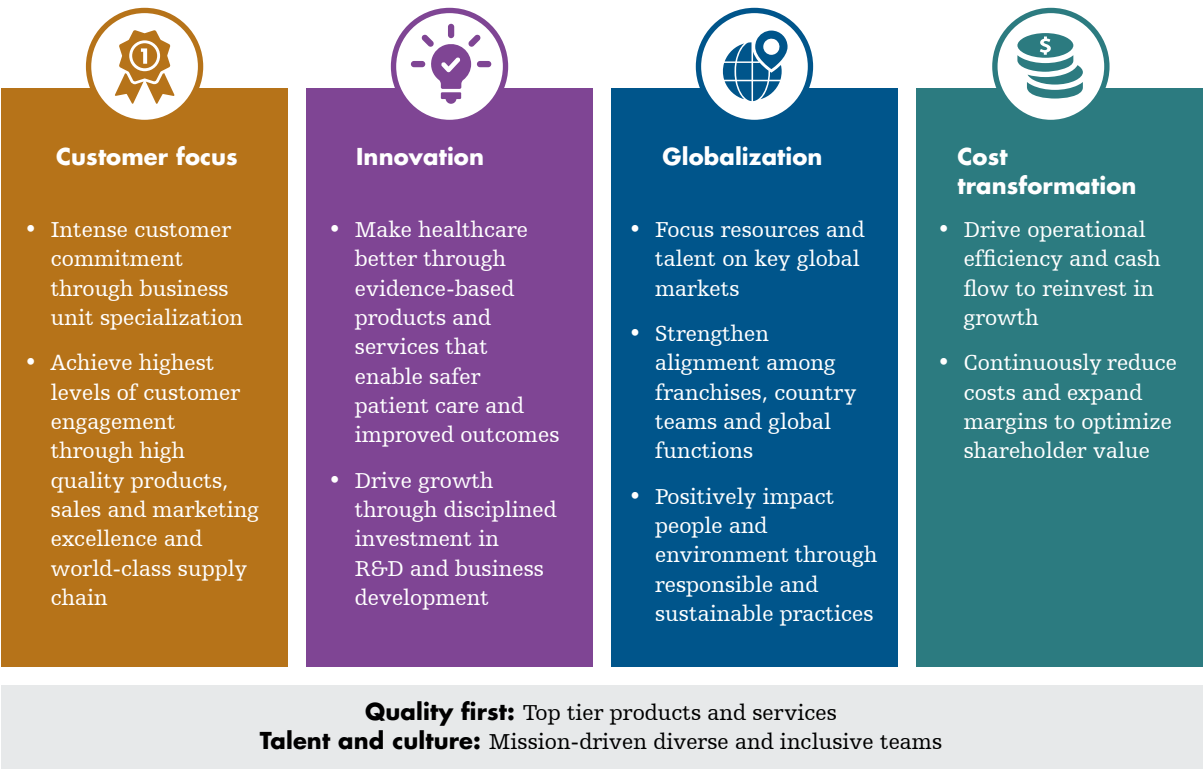 1
$
Customer focus
• Intense customer
commitment
through business
unit specialization
• Achieve highest
levels of customer
engagement
through high
quality products,
sales and marketing
excellence and
world-class supply
chain
Innovation
• Make healthcare
better through
evidence-based
products and
services that
enable safer
patient care and
improved outcomes
• Drive growth
through disciplined
investment in
R&D and business
development
Globalization
• Focus resources and
talent on key global
markets
• Strengthen
alignment among
franchises, country
teams and global
functions
• Positively impact
people and
environment through
responsible and
sustainable practices
Cost
transformation
• Drive operational
efficiency and cash
flow to reinvest in
growth
• Continuously reduce
costs and expand
margins to optimize
shareholder value
Quality first: Top tier products and services
Talent and culture: Mission-driven diverse and inclusive teams